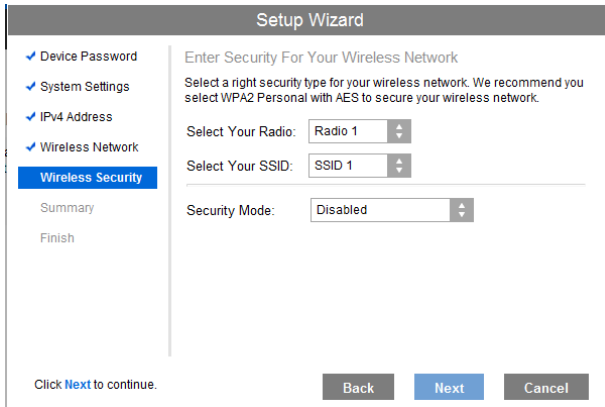 Setup Wizard
Device Password
System Settings
IPv4 Address
Wireless Network
Wireless Security
Summary
Finish
Enter Security For Your Wireless Network
Select a right security type for your wireless network. We recommend you
select WPA2 Personal with AES to secure your wireless network.
Select Your Radio: Radio 1
Select Your SSID: SSID 1
Security Mode: Disabled
Click Next to continue.
Back Next Cancel